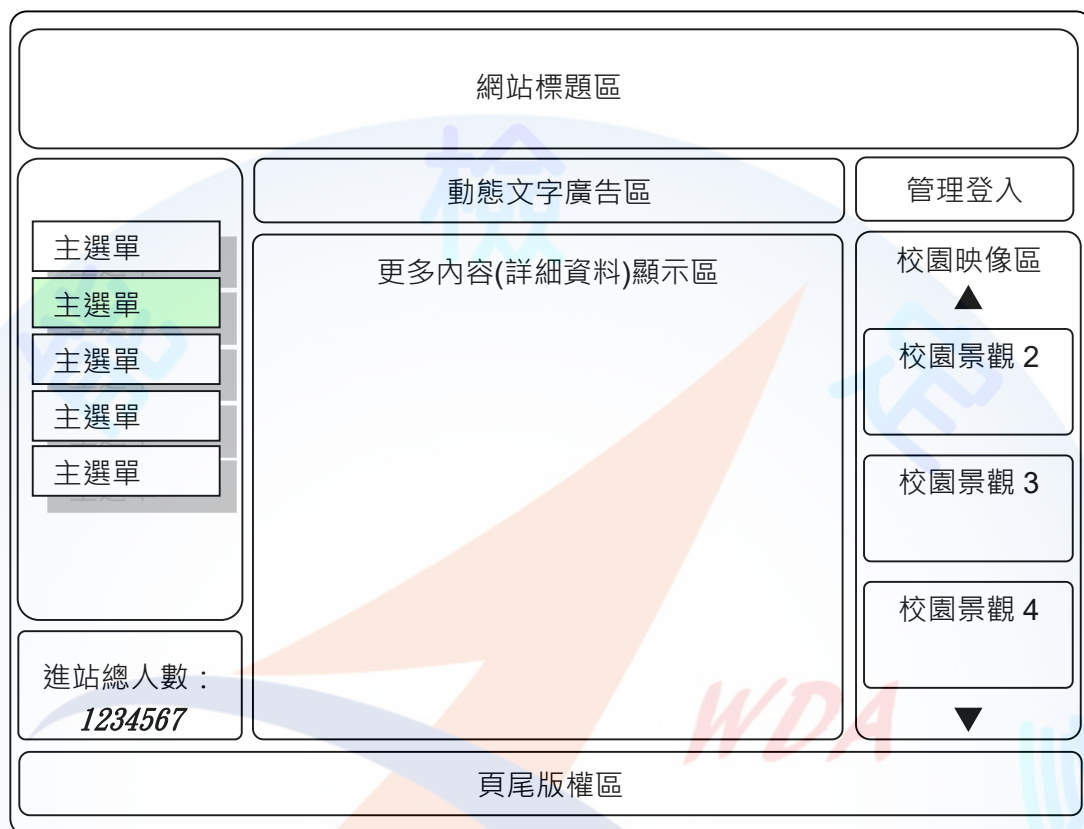 網站標題區
動態文字廣告區
管理登入
主選單
主選單
主選單
主選單
主選單
進站總人數：
1234567
更多內容(詳細資料)顯示區
校園映像區
▲
校園景觀 2
校園景觀 3
校園景觀 4
▼
WDA
頁尾版權區